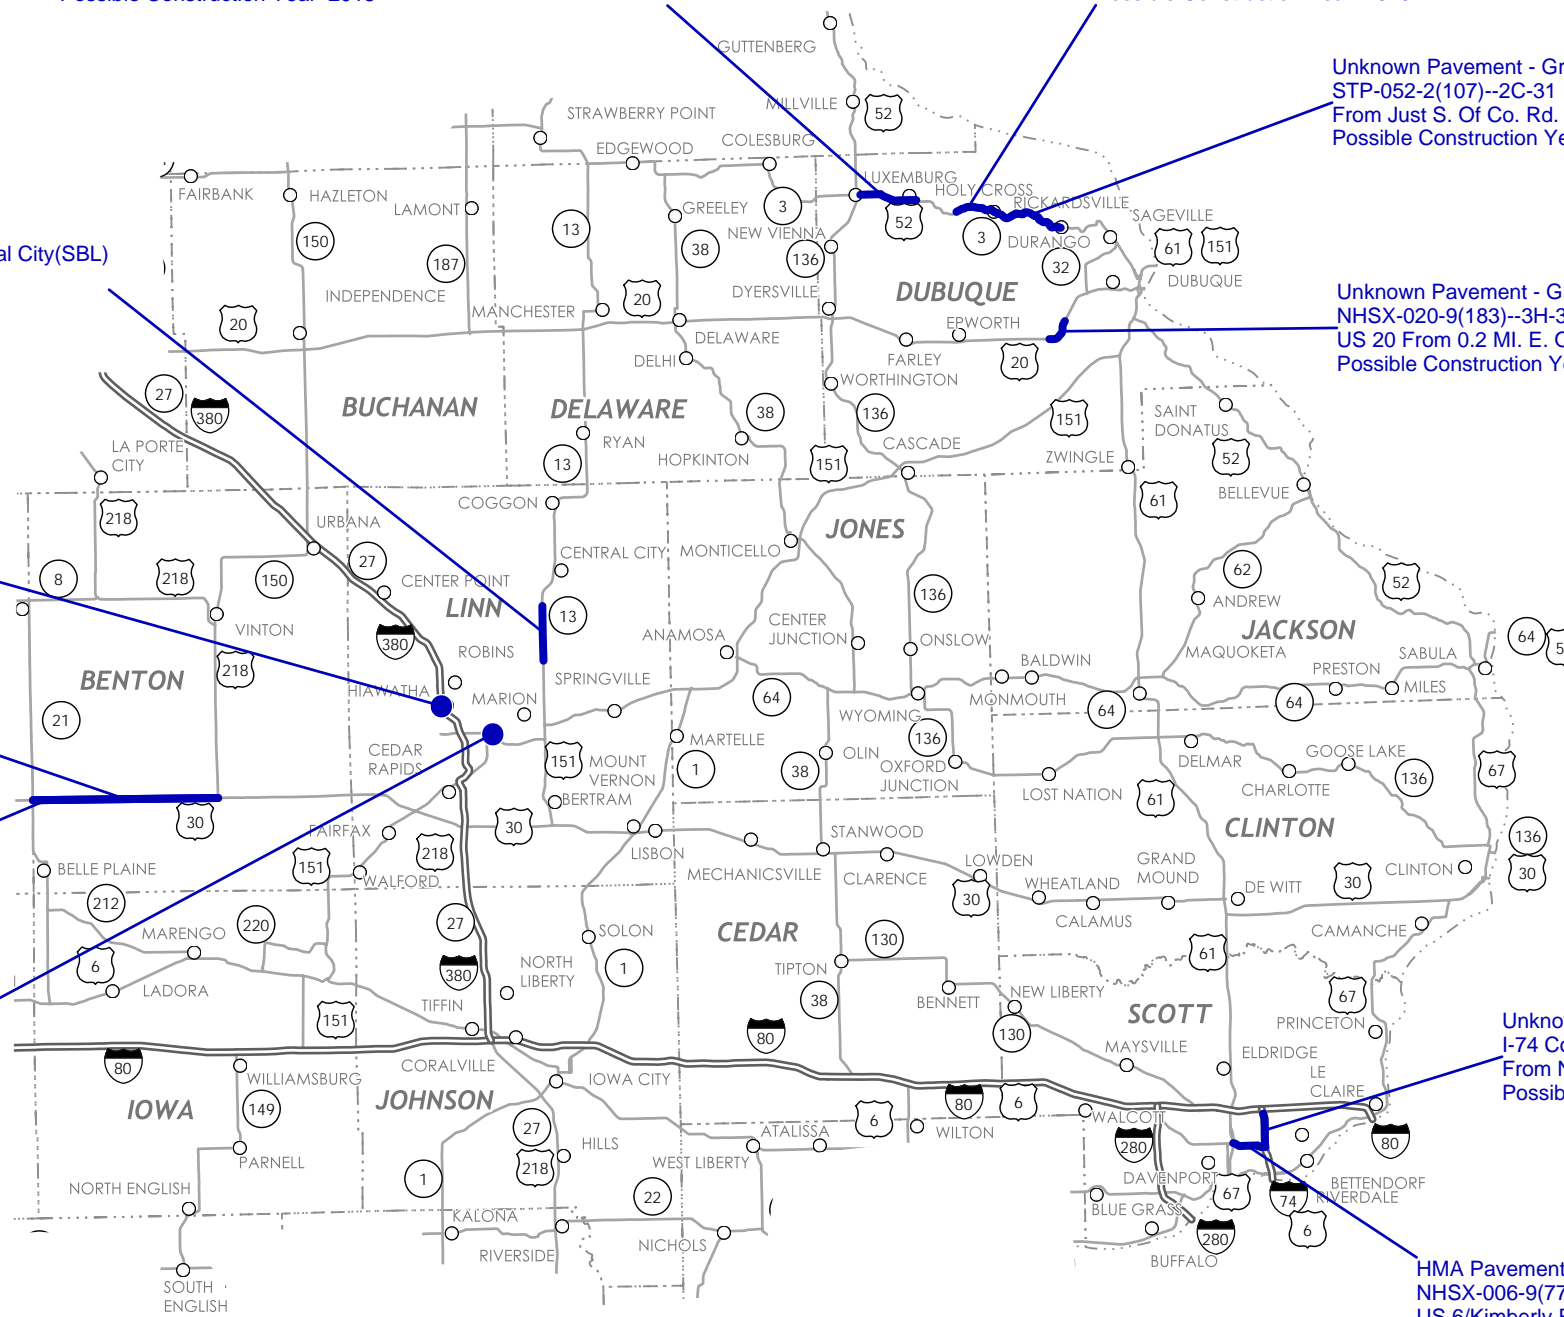 Unknown Pavement - Gr
STP-052-2(107)--2C-31
From Just S. Of Co. Rd.
Possible Construction Ye
GUTTENBERG
MILLVILLE
52
STRAWBERRY POINT
EDGEWOOD
COLESBURG
FAIRBANK
HAZLETON
LAMONT
GREELEY
3
LUXEMBURG
HOLY CROSS
RICKARDSVILLE
SAGEVILLE
150
187
13
38
NEW VIENNA
136
52
3
DURANGO
32
61
151
DUBUQUE
al City(SBL)
INDEPENDENCE
MANCHESTER
20
20
DYERSVILLE
DUBUQUE
EPWORTH
Unknown Pavement - G
NHSX-020-9(183)--3H-3
US 20 From 0.2 MI. E. O
Possible Construction Y
DELAWARE
DELHI
FARLEY
20
WORTHINGTON
27
380
BUCHANAN
DELAWARE
38
136
151
SAINT
DONATUS
LA PORTE
CITY
RYAN
13
HOPKINTON
CASCADE
151
ZWINGLE
52
218
COGGON
61
BELLEVUE
URBANA
27
JONES
8
218
150
CENTER POINT
CENTRAL CITY
MONTICELLO
62
52
LINN
13
136
ANDREW
VINTON
380
ROBINS
ANAMOSA
CENTER
JUNCTION
ONSLOW
JACKSON
64
BENTON
218
HIAWATHA
MARION
SPRINGVILLE
BALDWIN
MAQUOKETA
PRESTON
SABULA
MILES
21
64
WYOMING
MONMOUTH
64
64
CEDAR
RAPIDS
151
MOUNT
VERNON
MARTELLE
1
38
OLIN
136
OXFORD
JUNCTION
DELMAR
GOOSE LAKE
CHARLOTTE
136
67
LOST NATION
61
BERTRAM
30
FAIRFAX
218
30
LISBON
STANWOOD
CLINTON
136
BELLE PLAINE
151
WALFORD
MECHANICSVILLE
CLARENCE
LOWDEN
30
WHEATLAND
GRAND
MOUND
DE WITT
30
CLINTON
30
212
220
CALAMUS
MARENGO
27
SOLON
CEDAR
130
CAMANCHE
6
LADORA
380
NORTH
LIBERTY
1
TIPTON
61
BENNETT
NEW LIBERTY
67
151
TIFFIN
38
SCOTT
PRINCETON
130
80
80
CORALVILLE
MAYSVILLE
ELDRIDGE
LE
CLAIRE
Unkno
I-74 Co
From N
Possib
WILLIAMSBURG
IOWA CITY
IOWA
149
JOHNSON
80
6
27
6
WILTON
WALCOTT
280
80
ATALISSA
PARNELL
HILLS
218
WEST LIBERTY
1
22
DAVENPORT
67
74
BETTENDORF
RIVERDALE
NORTH ENGLISH
KALONA
BLUE GRASS
6
280
RIVERSIDE
NICHOLS
BUFFALO
HMA Pavement
NHSX-006-9(77
SOUTH
ENGLISH